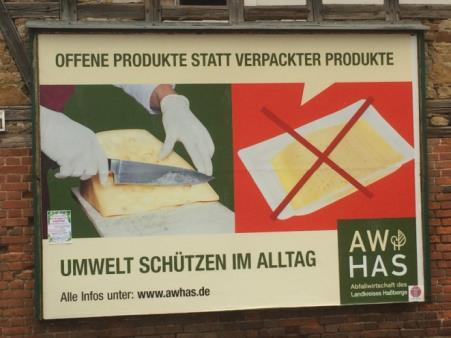 OFFENE PRODUKTE STATT VERPACKTER PRODUKTE
UMWELT SCHÜTZEN IM ALLTAG
Alle Infos unter: www.awhas.de
AW
HAS
Abfallwirtschaft des
Landkreises Haßberge